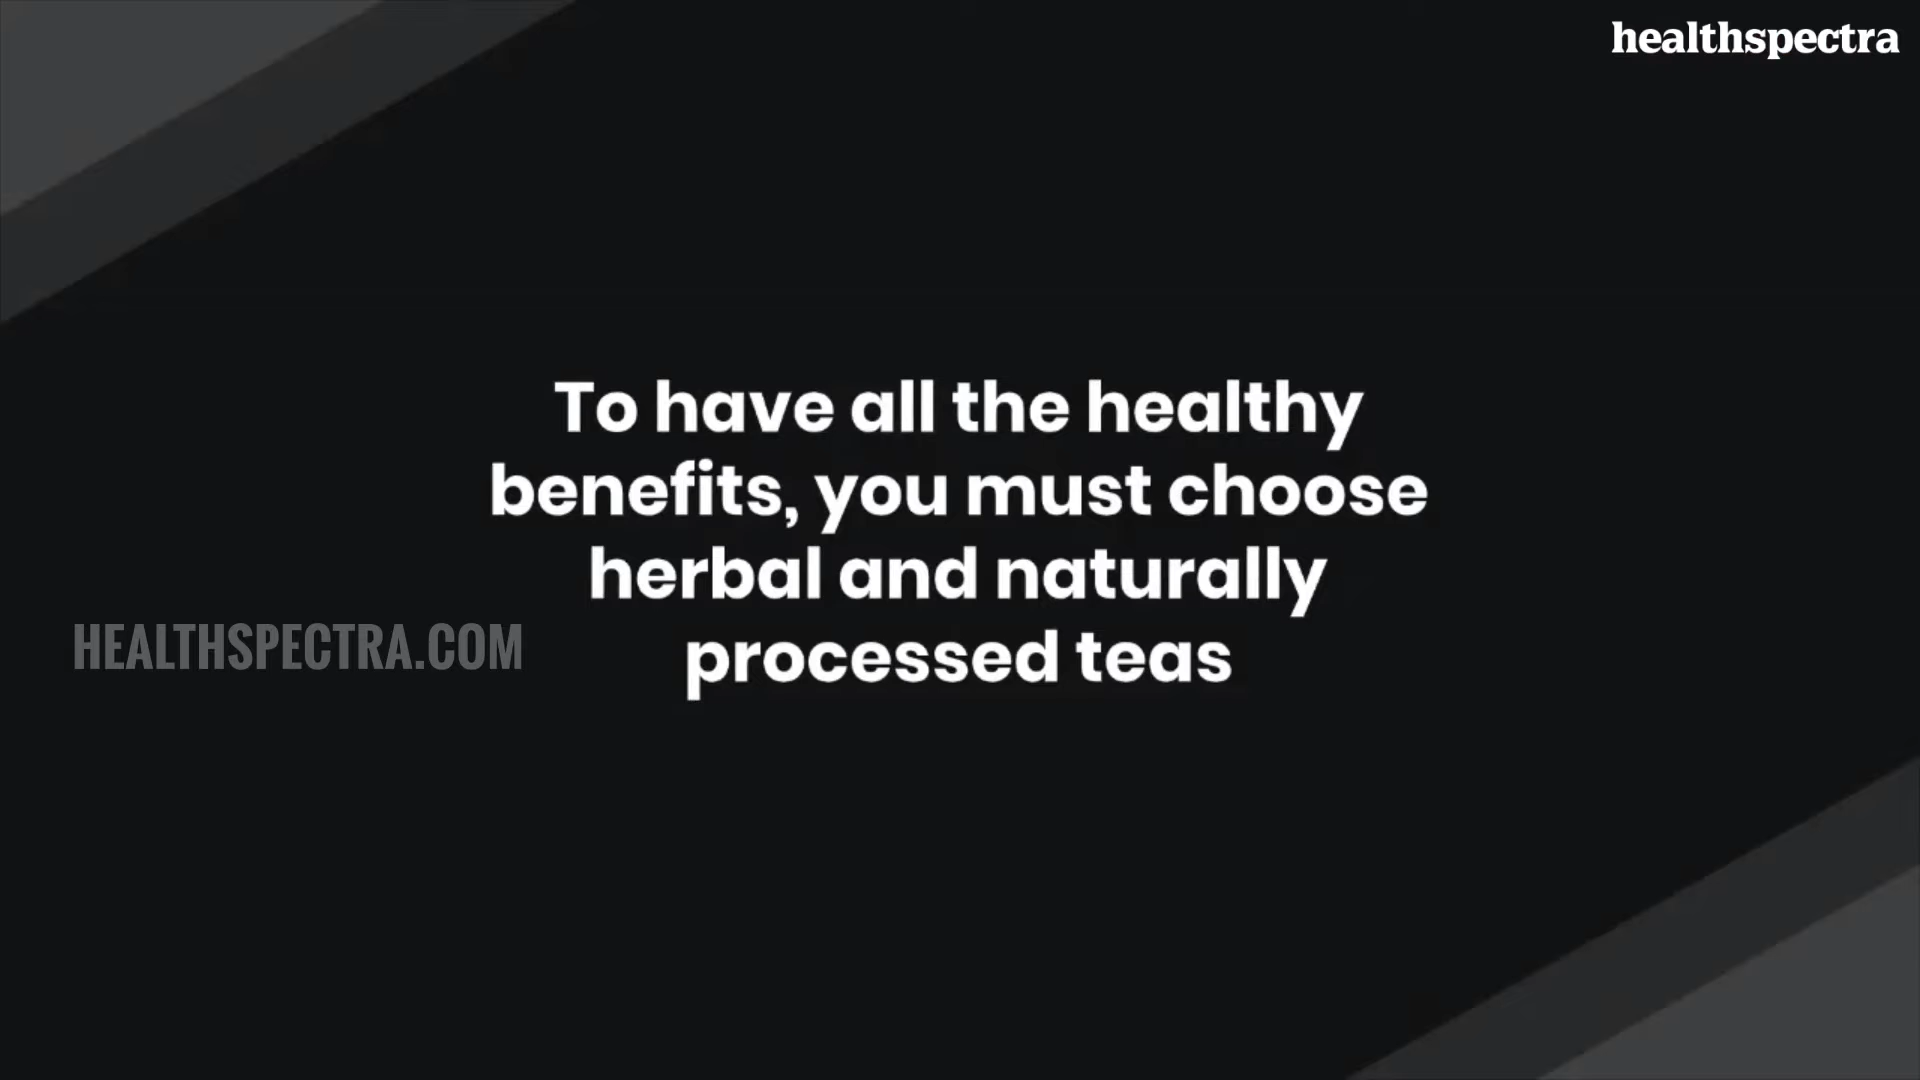 healthspectra
To have all the healthy
benefits, you must choose
herbal and naturally
processed teas
HEALTHSPECTRA.COM